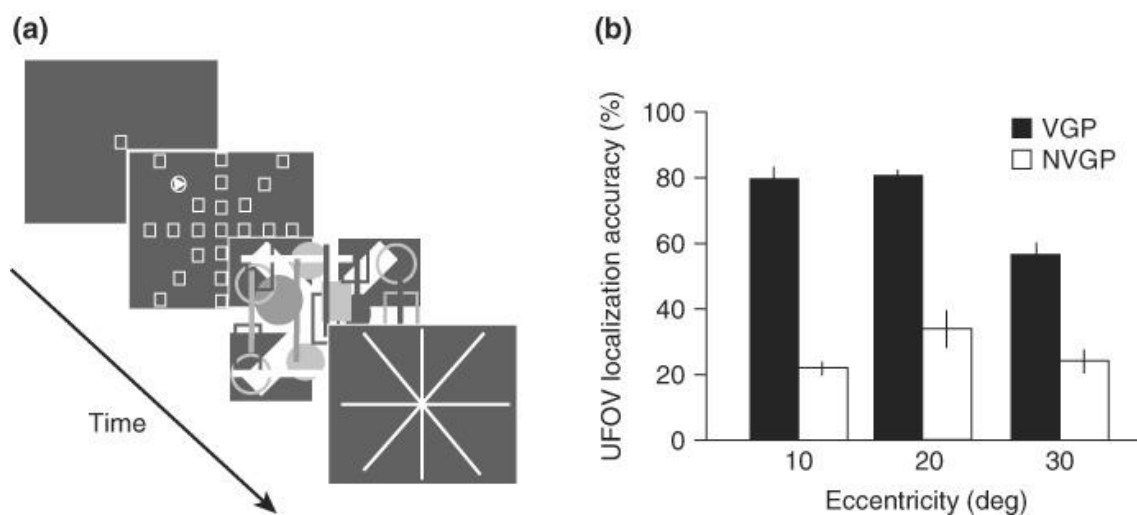 (a)
Time
(b)
UFOV localization accuracy (%)
100
80
60
40
20
0
VGP
NVGP
10 20 30
Eccentricity (deg)